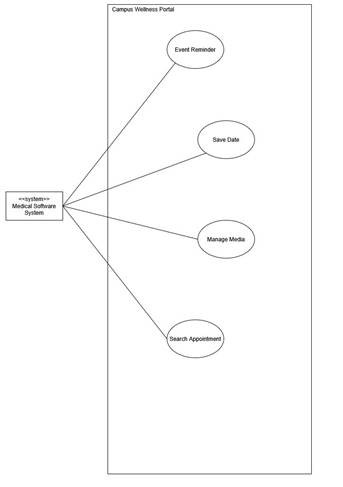 Campus Wellness Portal
Event Reminder
Save Date
<<system>>
Medical Software
System
Manage Media
Search Appointment